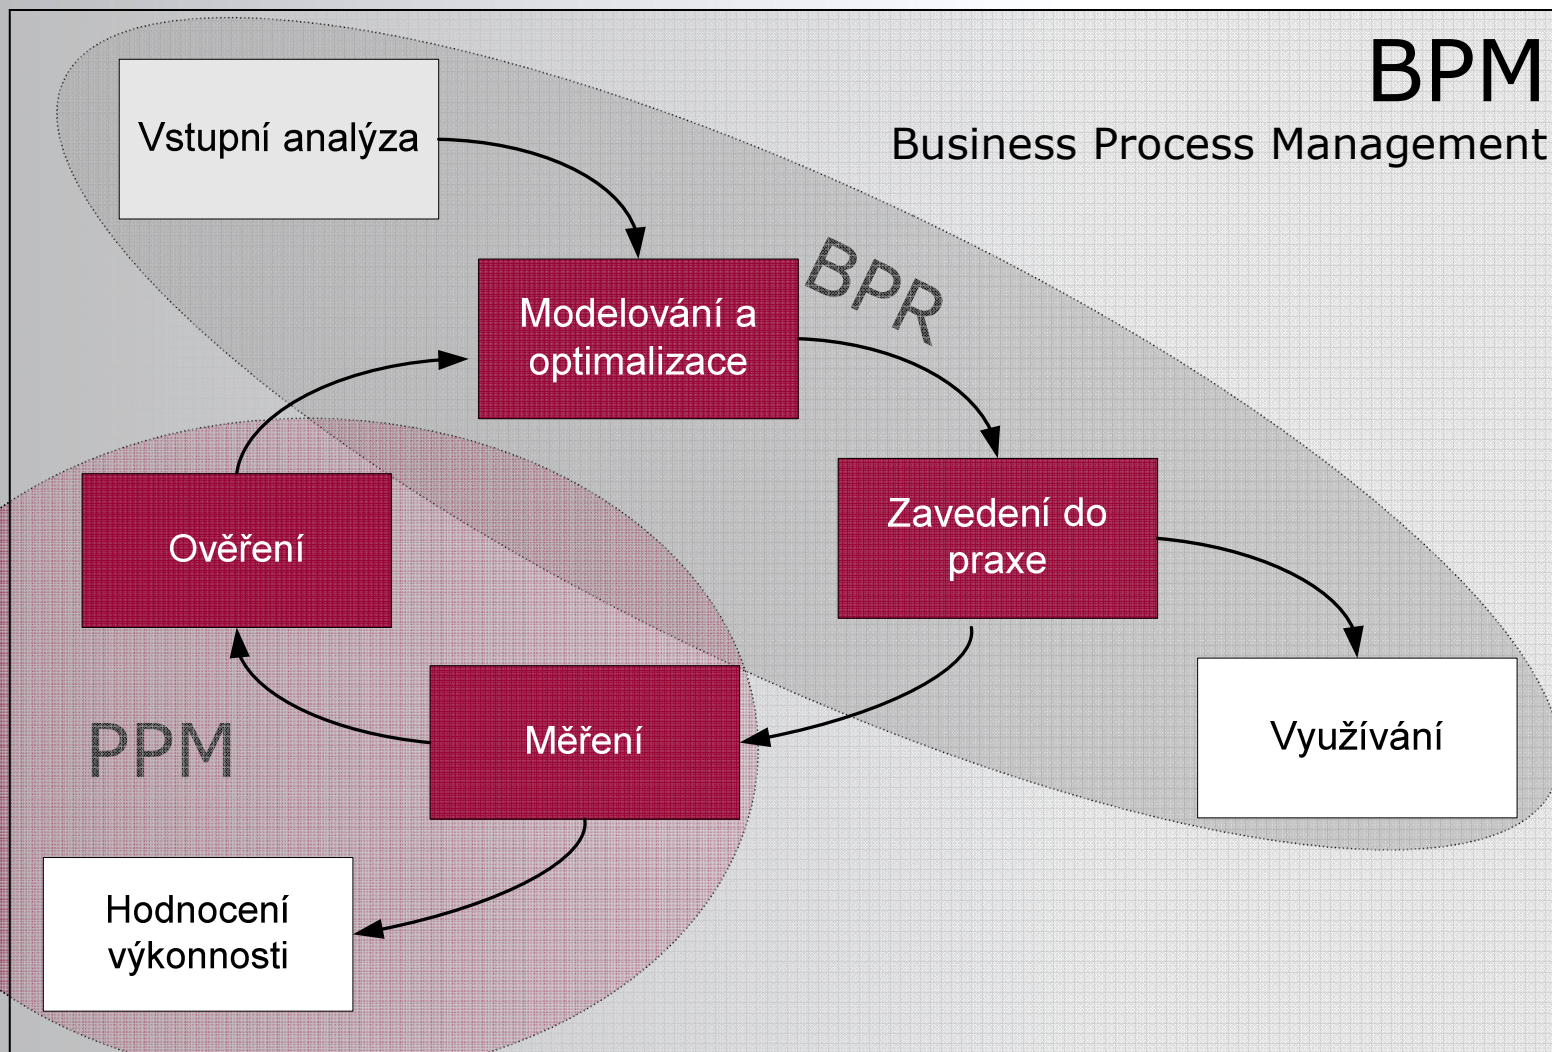 BPM
Business Process Management
Vstupní analýza
BPR
Modelování a
optimalizace
Zavedení do
praxe
Ověření
PPM
Měření
Využívání
Hodnocení
výkonnosti